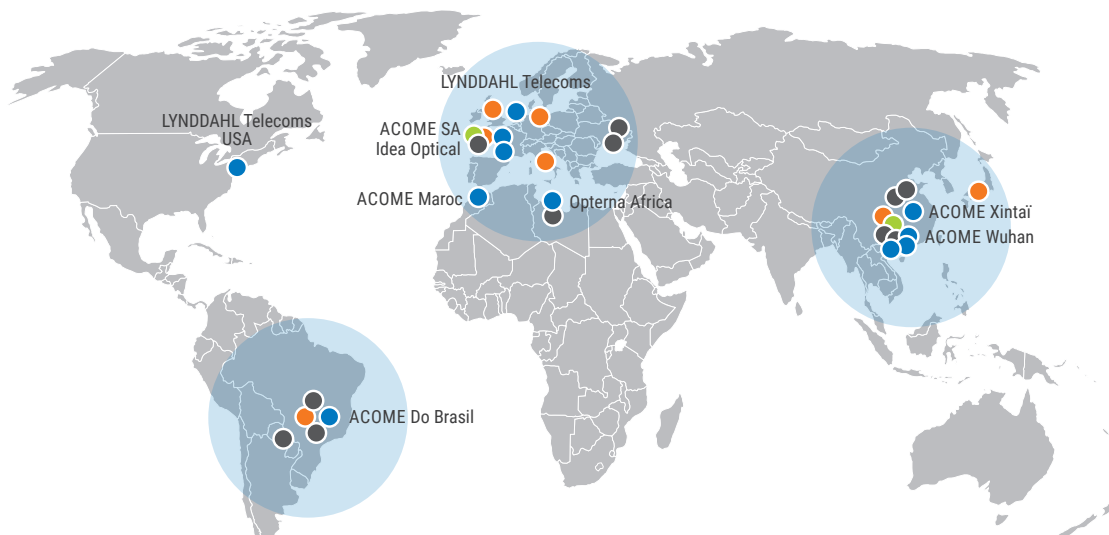 LYNDDAHL Telecoms
LYNDDAHL Telecoms
USA
ACOME SA
Idea Optical
ACOME Maroc
Opterna Africa
ACOME Xintaï
ACOME Wuhan
ACOME Do Brasil